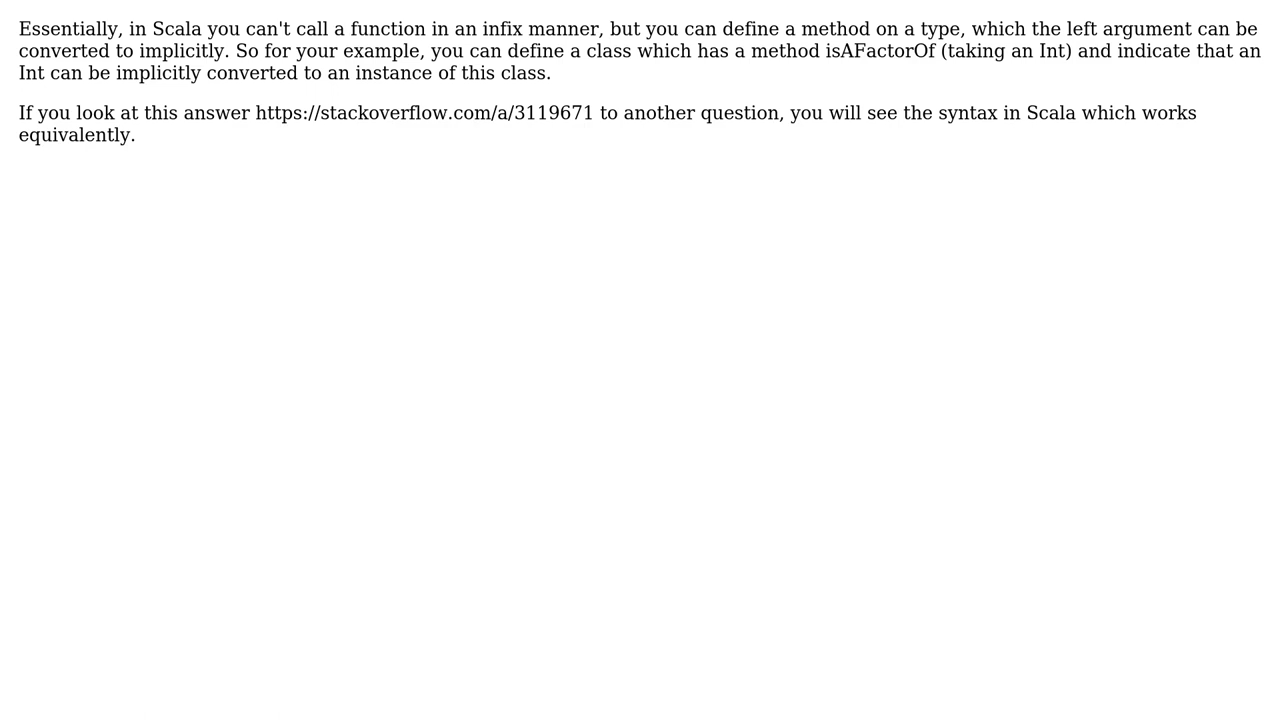 Essentially, in Scala you can't call a function in an infix manner, but you can define a method on a type, which the left argument can be
converted to implicitly. So for your example, you can define a class which has a method isAFactorOf (taking an Int) and indicate that an
Int can be implicitly converted to an instance of this class.
If you look at this answer https://stackoverflow.com/a/3119671 to another question, you will see the syntax in Scala which works
equivalently.